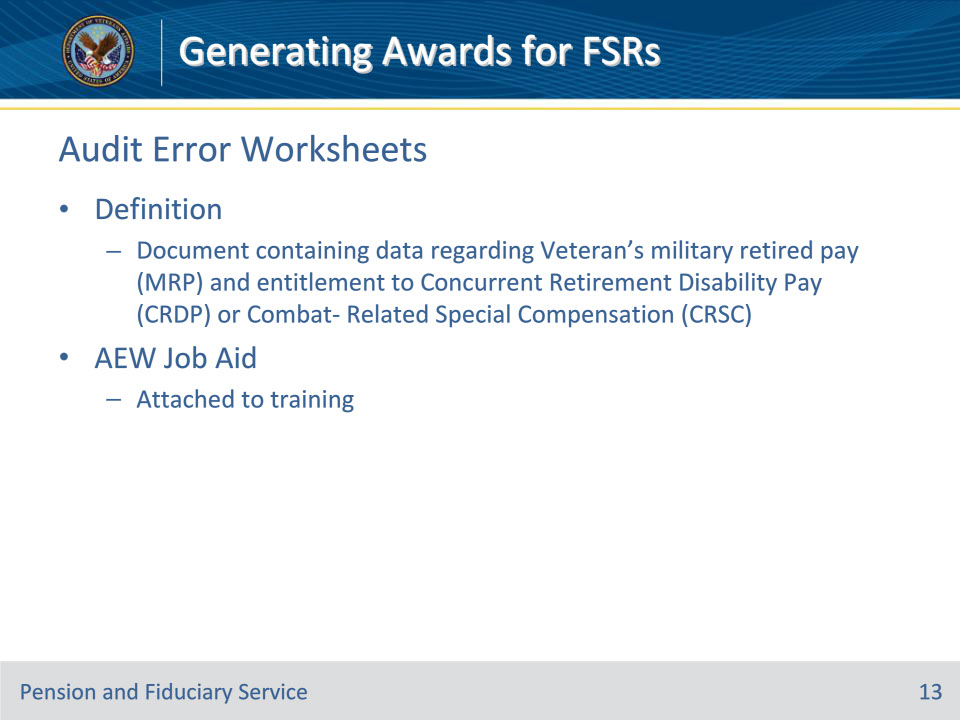 Generating Awards for FSRs
Audit Error Worksheets
• Definition
– Document containing data regarding Veteran’s military retired pay
(MRP) and entitlement to Concurrent Retirement Disability Pay
(CRDP) or Combat- Related Special Compensation (CRSC)
• AEW Job Aid
– Attached to training
Pension and Fiduciary Service
13